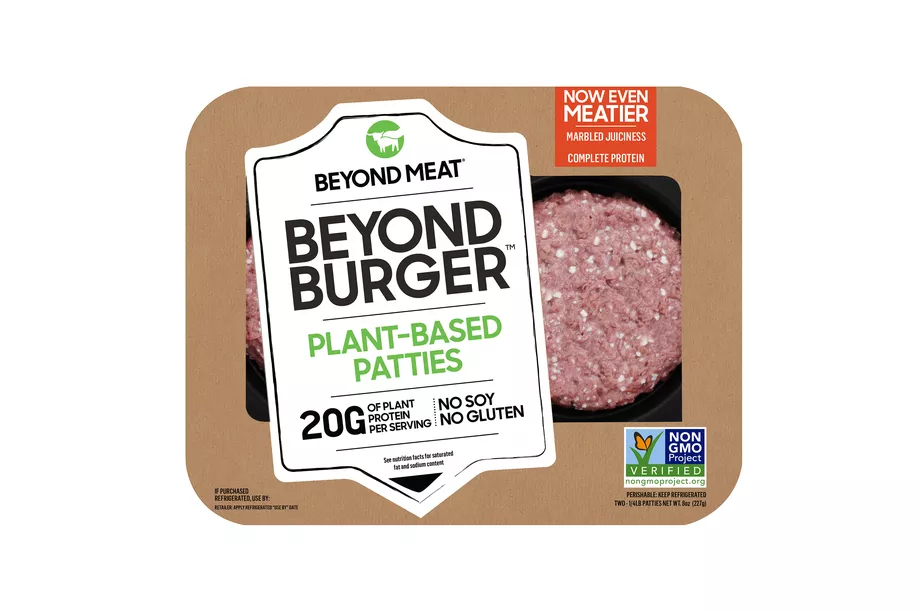 NOW EVEN
MEATIER
MARBLED JUICINESS
COMPLETE PROTEIN
BEYOND MEAT®
BEYOND
BURGER™
PLANT-BASED
PATTIES
20G OF PLANT
PROTEIN
PER SERVING
NO SOY
NO GLUTEN
See nutrition facts for saturated
fat and sodium content
NON
GMO
Project
VERIFIED
nongmoproject.org
IF PURCHASED
REFRIGERATED, USE BY:
RETAILER: APPLY REFRIGERATED "USE BY" DATE
PERISHABLE: KEEP REFRIGERATED
TWO - 1/4LB PATTIES NET WT. 8oz (227g)